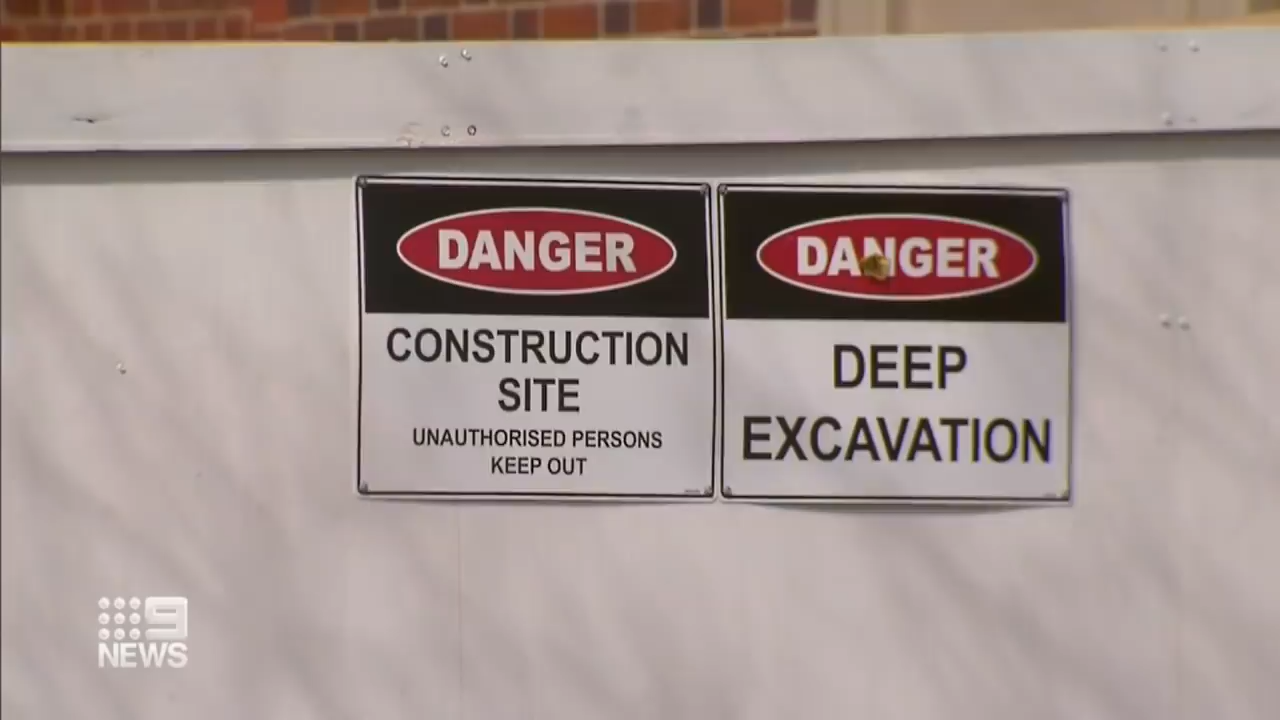 DANGER
CONSTRUCTION
SITE
UNAUTHORISED PERSONS
KEEP OUT
DANGER
DEEP
EXCAVATION
9
NEWS